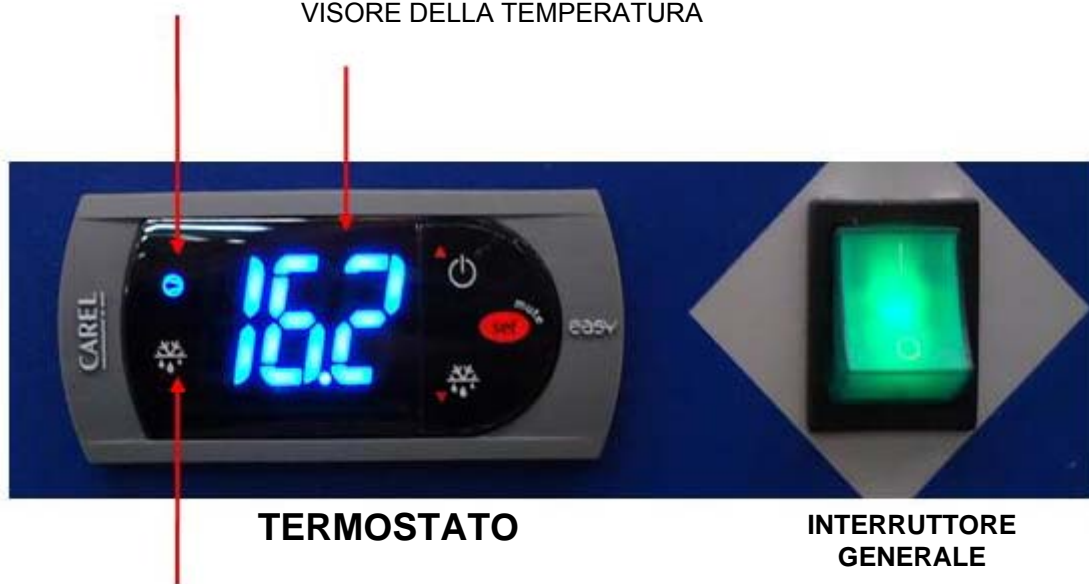 VISORE DELLA TEMPERATURA
CAREL
16.2
mute
set
easy
TERMOSTATO
INTERRUTTORE
GENERALE